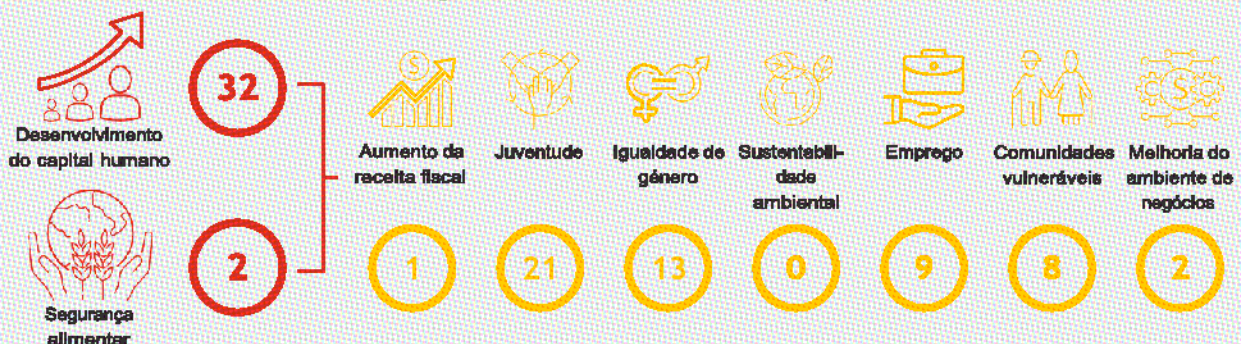 32
Desenvolvimento
do capital humano
2
Segurança
alimentar
Aumento da
receita fiscal
1
Juventude
21
Igualdade de
género
13
Sustentabili-
dade
ambiental
0
Emprego
9
Comunidades
vulneráveis
8
Melhoria do
ambiente de
negócios
2